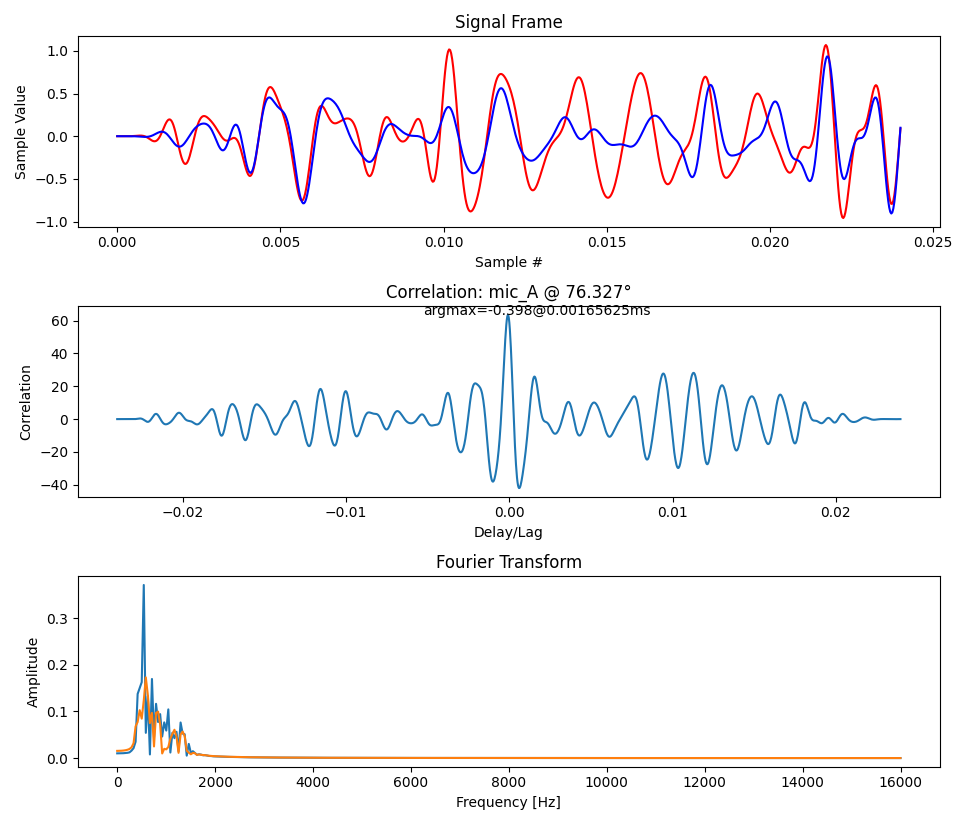 Signal Frame
1.0
0.5
0.0
−0.5
−1.0
Sample Value
0.000 0.005 0.010 0.015 0.020 0.025
Sample #
Correlation: mic_A @ 76.327°
argmax=-0.398@0.00165625ms
60
40
20
0
−20
−40
Correlation
−0.02 −0.01 0.00 0.01 0.02
Delay/Lag
Fourier Transform
0.3
0.2
0.1
0.0
Amplitude
0 2000 4000 6000 8000 10000 12000 14000 16000
Frequency [Hz]